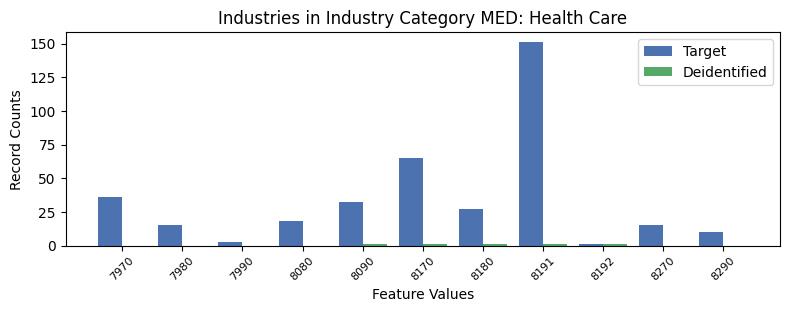 Industries in Industry Category MED: Health Care
Target
Deidentified
Record Counts
150
125
100
75
50
25
0
7970 7980 7990 8080 8090 8170 8180 8191 8192 8270 8290
Feature Values